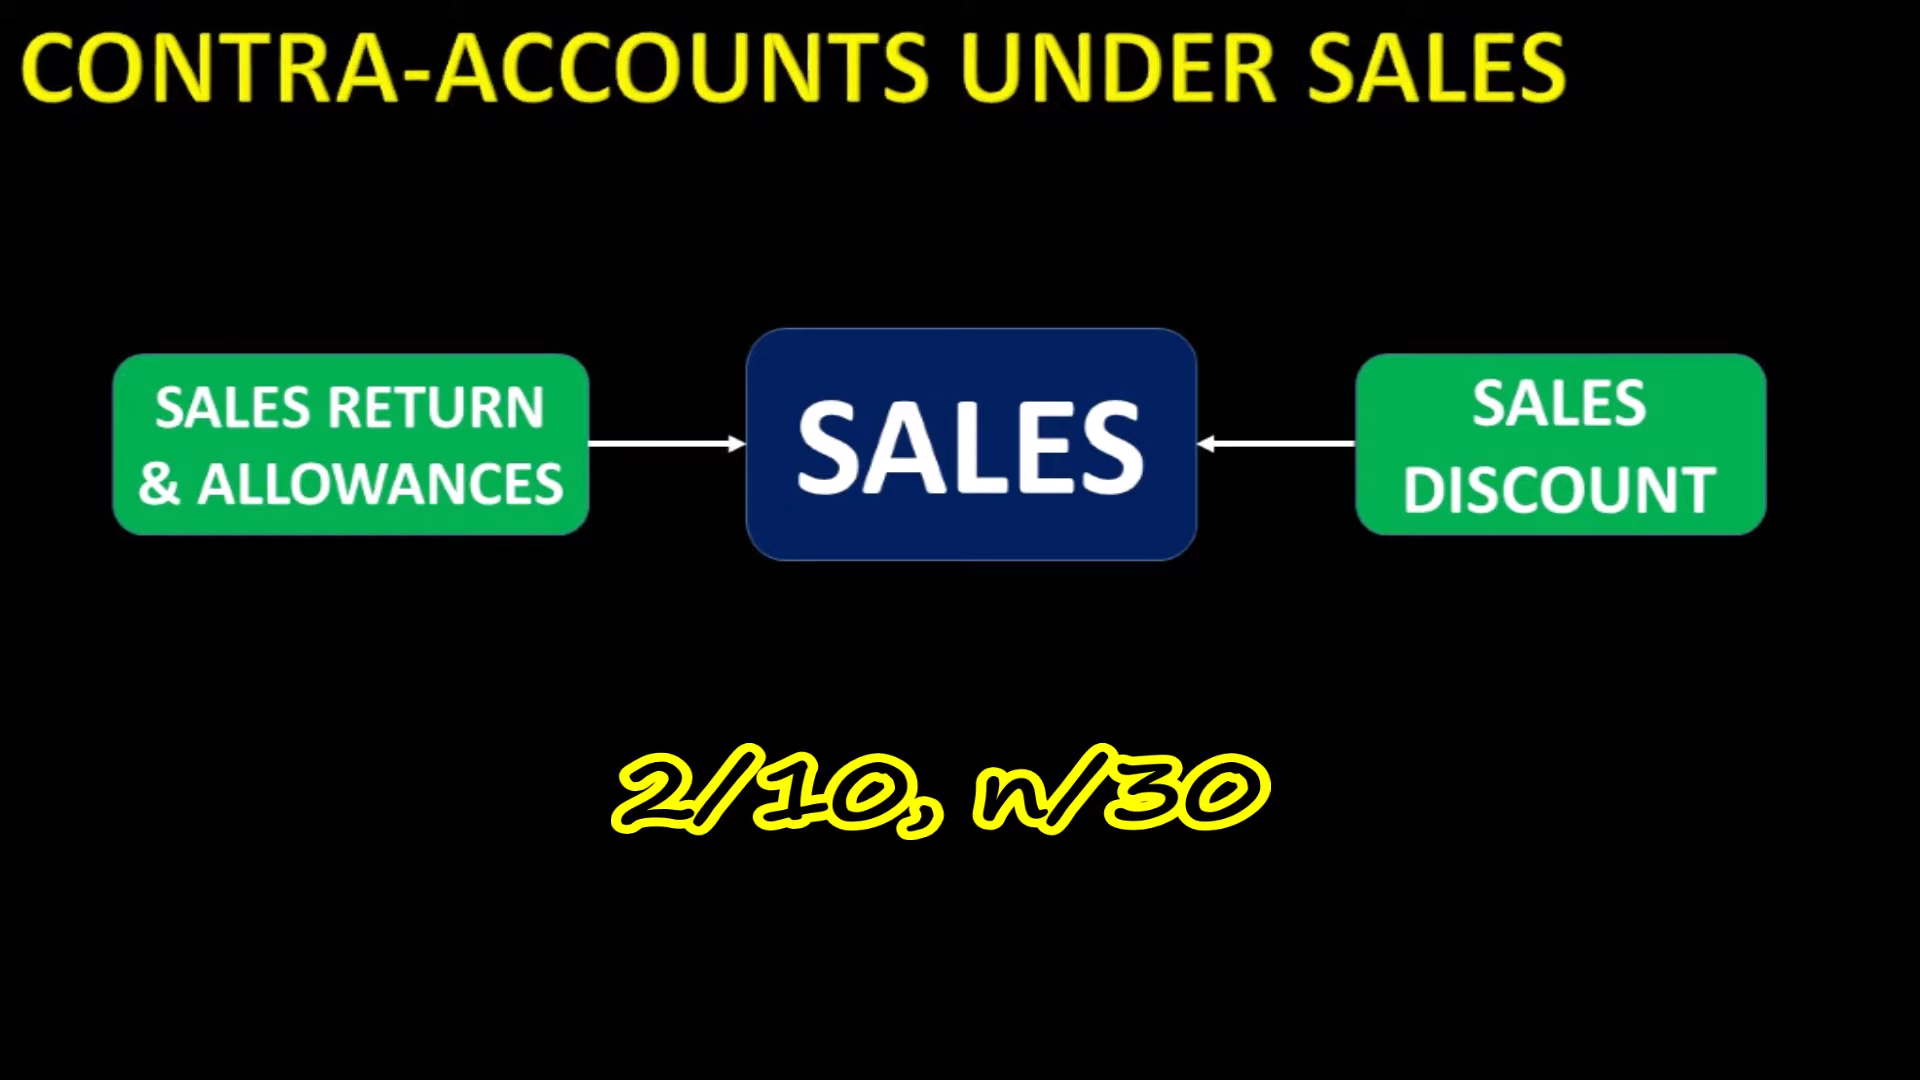 CONTRA-ACCOUNTS UNDER SALES
SALES RETURN
& ALLOWANCES
SALES
SALES
DISCOUNT
2/10, n/30